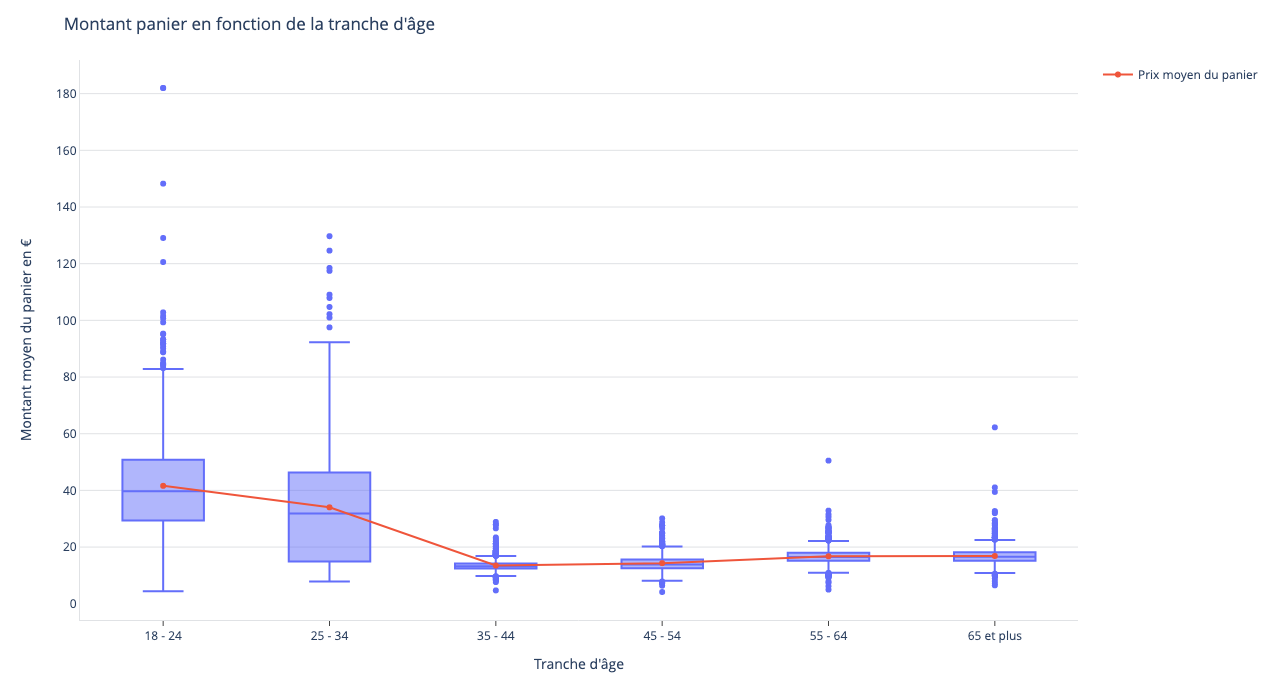 Montant panier en fonction de la tranche d'âge
Prix moyen du panier
Montant moyen du panier en €
180
160
140
120
100
80
60
40
20
0
18 - 24
25 - 34
35 - 44
45 - 54
55 - 64
65 et plus
Tranche d'âge